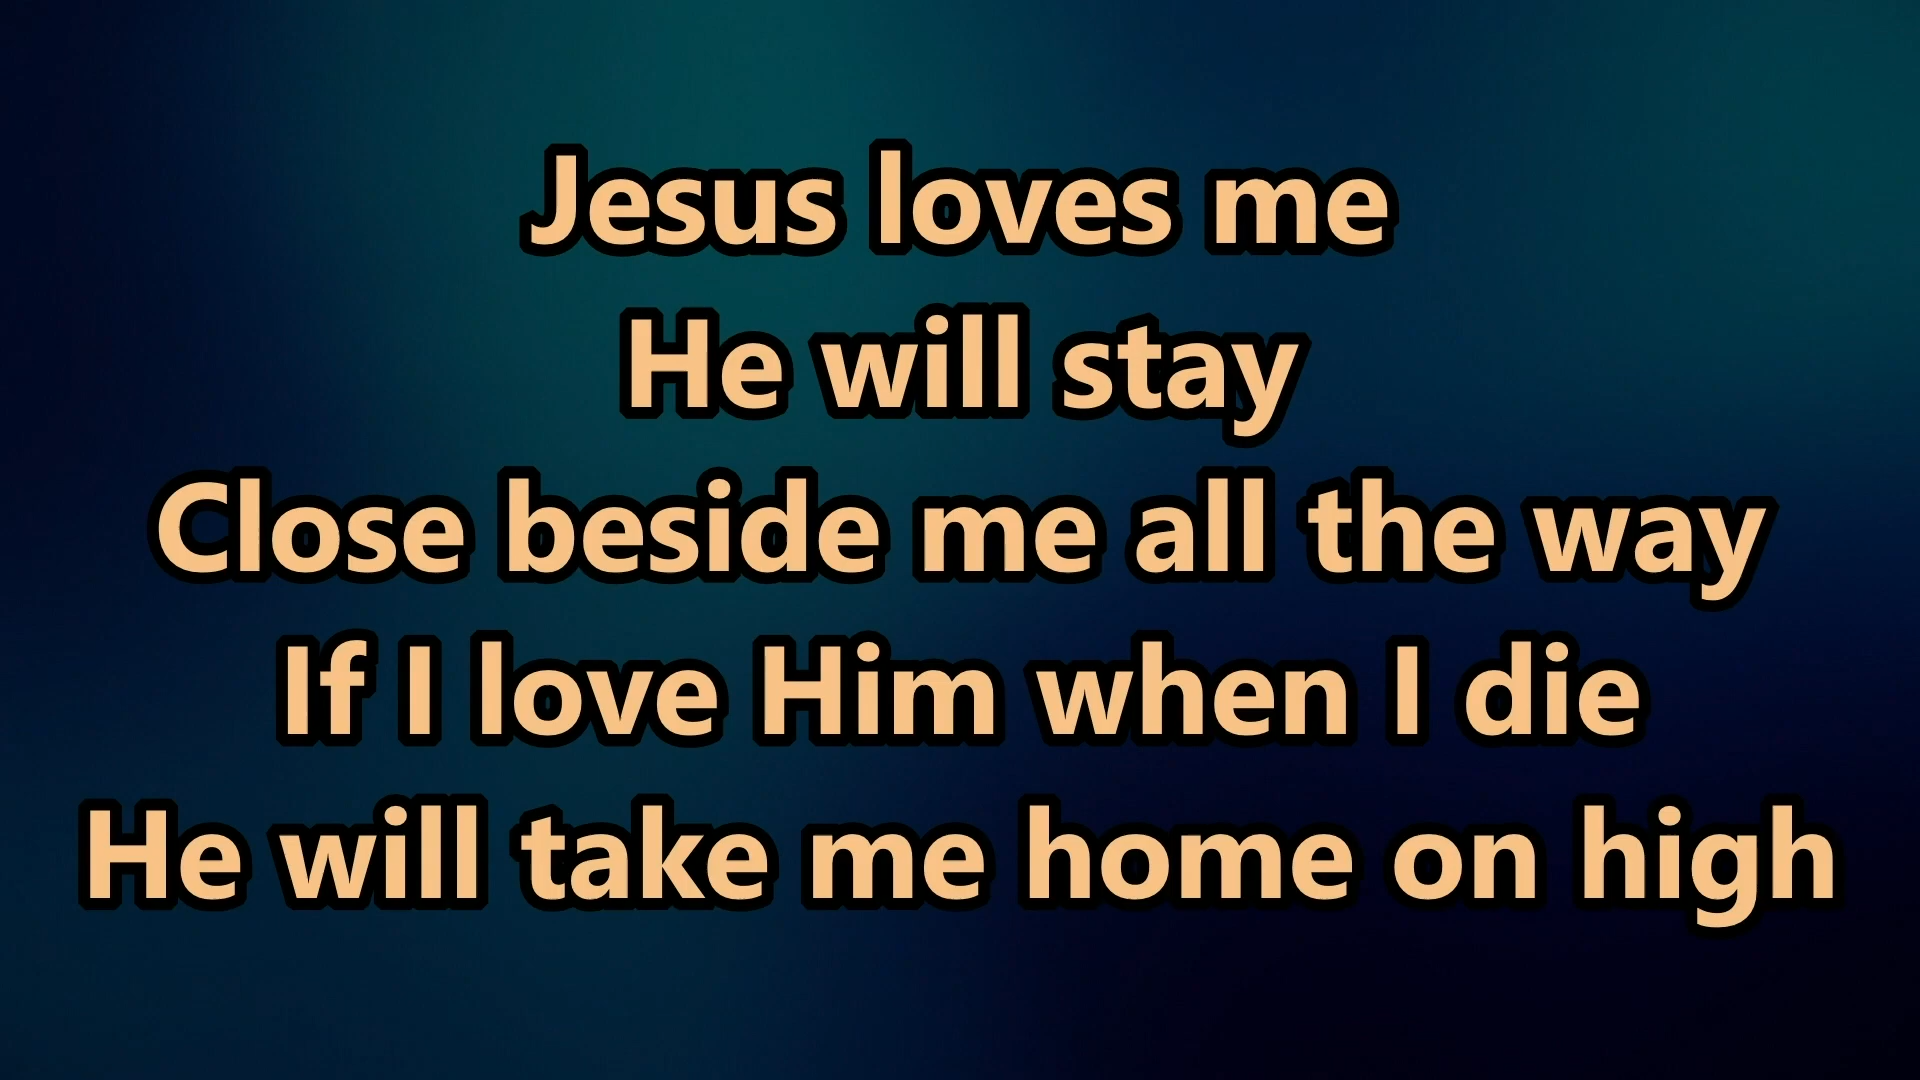 Jesus loves me
He will stay
Close beside me all the way
If I love Him when I die
He will take me home on high